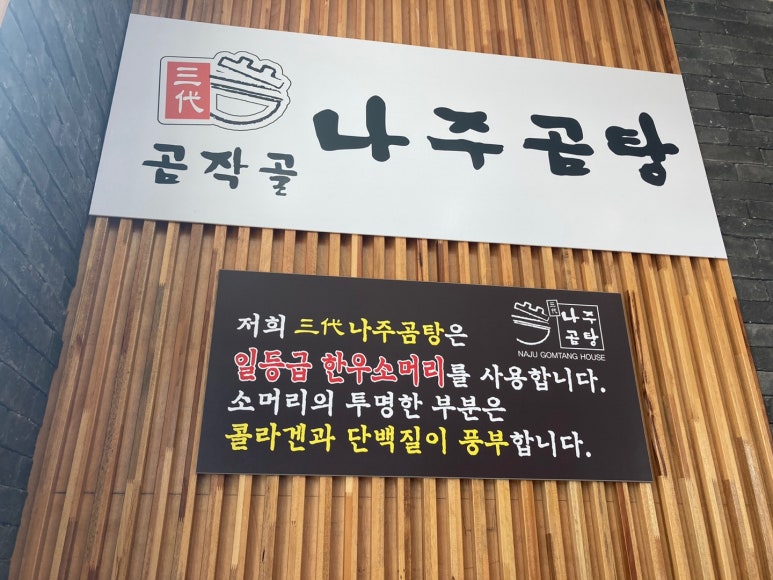 三代
곰작골
나주곰탕
三代
나주
곰탕
NAJU GOMTANG HOUSE
저희 三代나주곰탕은
일등급 한우소머리를 사용합니다.
소머리의 투명한 부분은
콜라겐과 단백질이 풍부합니다.